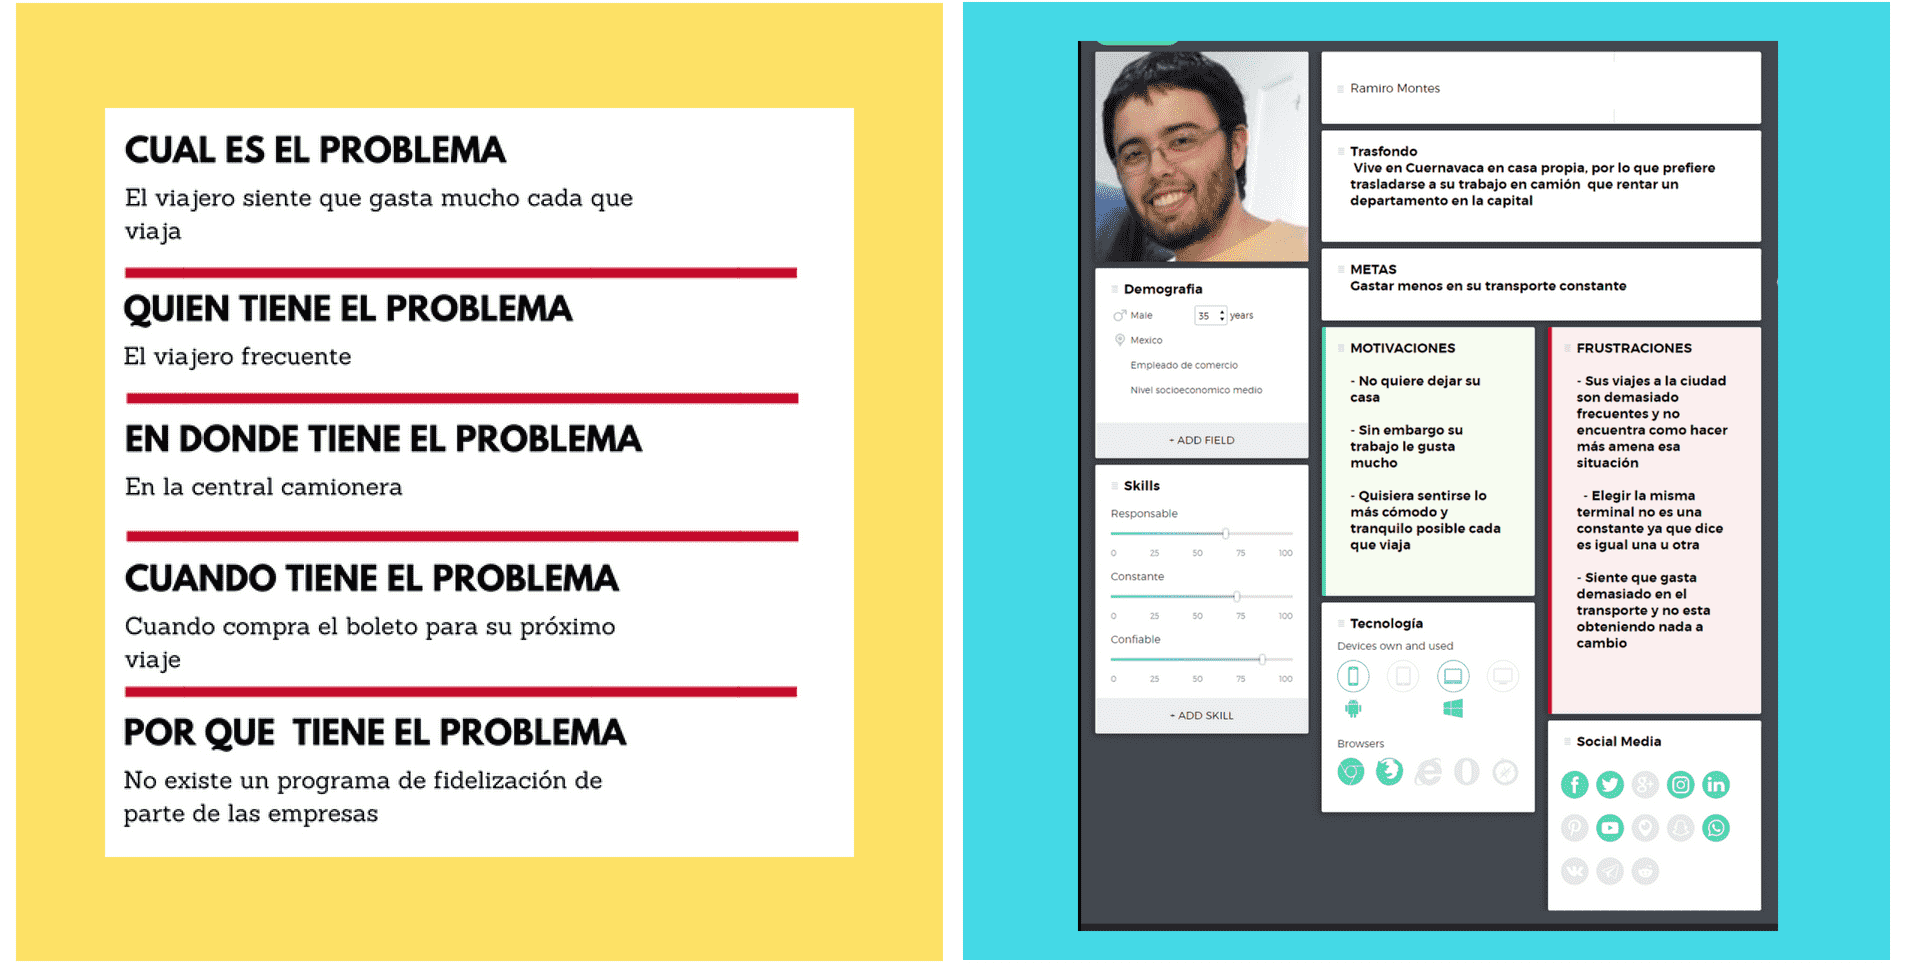 CUAL ES EL PROBLEMA
El viajero siente que gasta mucho cada que
viaja
QUIEN TIENE EL PROBLEMA
El viajero frecuente
EN DONDE TIENE EL PROBLEMA
En la central camionera
CUANDO TIENE EL PROBLEMA
Cuando compra el boleto para su próximo
viaje
POR QUE  TIENE EL PROBLEMA
No existe un programa de fidelización de
parte de las empresas
Demografia
Male 35 years
Mexico
Empleado de comercio
Nivel socioeconomico medio
+ ADD FIELD
Skills
Responsable
0 25 50 75 100
Constante
0 25 50 75 100
Confiable
0 25 50 75 100
+ ADD SKILL
Ramiro Montes
Trasfondo
Vive en Cuernavaca en casa propia, por lo que prefiere
trasladarse a su trabajo en camión  que rentar un
departamento en la capital
METAS
Gastar menos en su transporte constante
MOTIVACIONES
- No quiere dejar su
casa
- Sin embargo su
trabajo le gusta
mucho
- Quisiera sentirse lo
más cómodo y
tranquilo posible cada
que viaja
Tecnología
Devices own and used
Browsers
FRUSTRACIONES
- Sus viajes a la ciudad
son demasiado
frecuentes y no
encuentra como hacer
más amena esa
situación
- Elegir la misma
terminal no es una
constante ya que dice
es igual una u otra
- Siente que gasta
demasiado en el
transporte y no esta
obteniendo nada a
cambio
Social Media